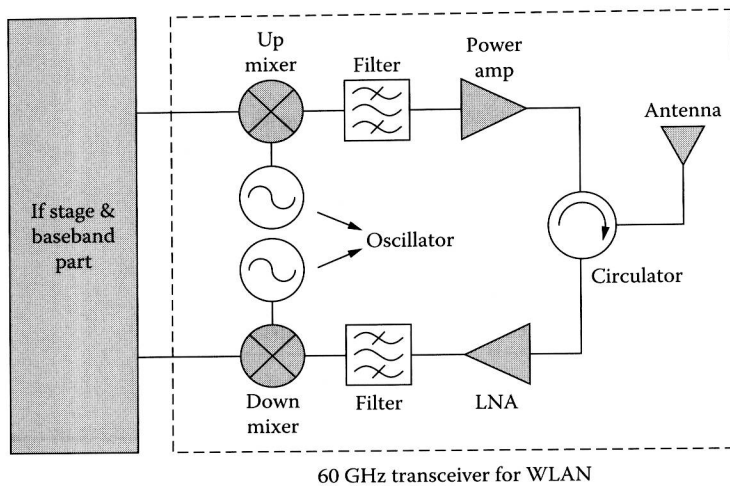 Up
mixer
Filter
Power
amp
Antenna
If stage &
baseband
part
Oscillator
Circulator
Down
mixer
Filter
LNA
60 GHz transceiver for WLAN